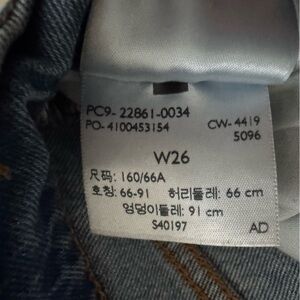 PC9- 22861-0034
PO- 4100453154 CW- 4419
5096
W26
尺码: 160/66A
호칭: 66-91 허리둘레: 66 cm
엉덩이둘레: 91 cm
S40197 AD